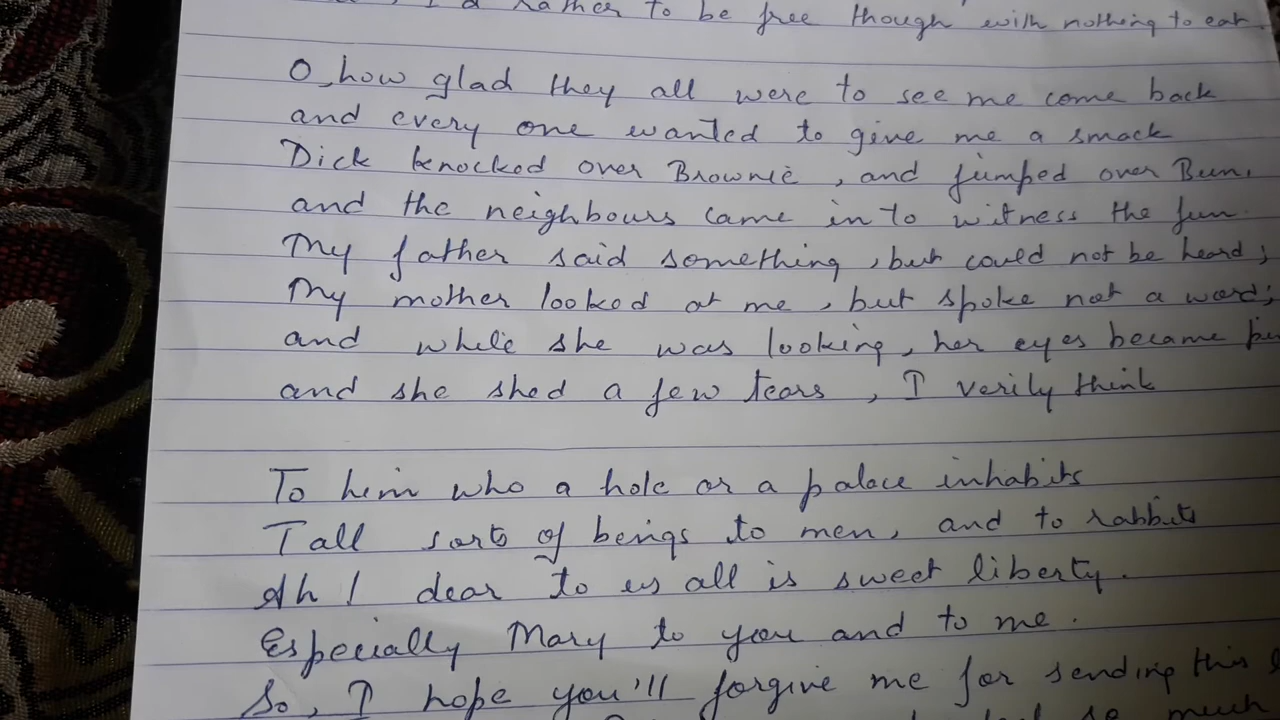 I'd rather to be free though with nothing to eat.
O, how glad they all were to see me come back
and every one wanted to give me a smack
Dick knocked over Brownie, and jumped over Bun,
and the neighbours came in to witness the fun.
My father said something, but could not be heard;
My mother looked at me, but spoke not a word;
and while she was looking, her eyes became
and she shed a few tears, I verily think
To him who a hole or a palace inhabits
Tall sorts of beings to men, and to rabbits
Ah! dear to us all is sweet liberty.
Especially Mary to you and to me.
So, I hope you'll forgive me for sending this
so much